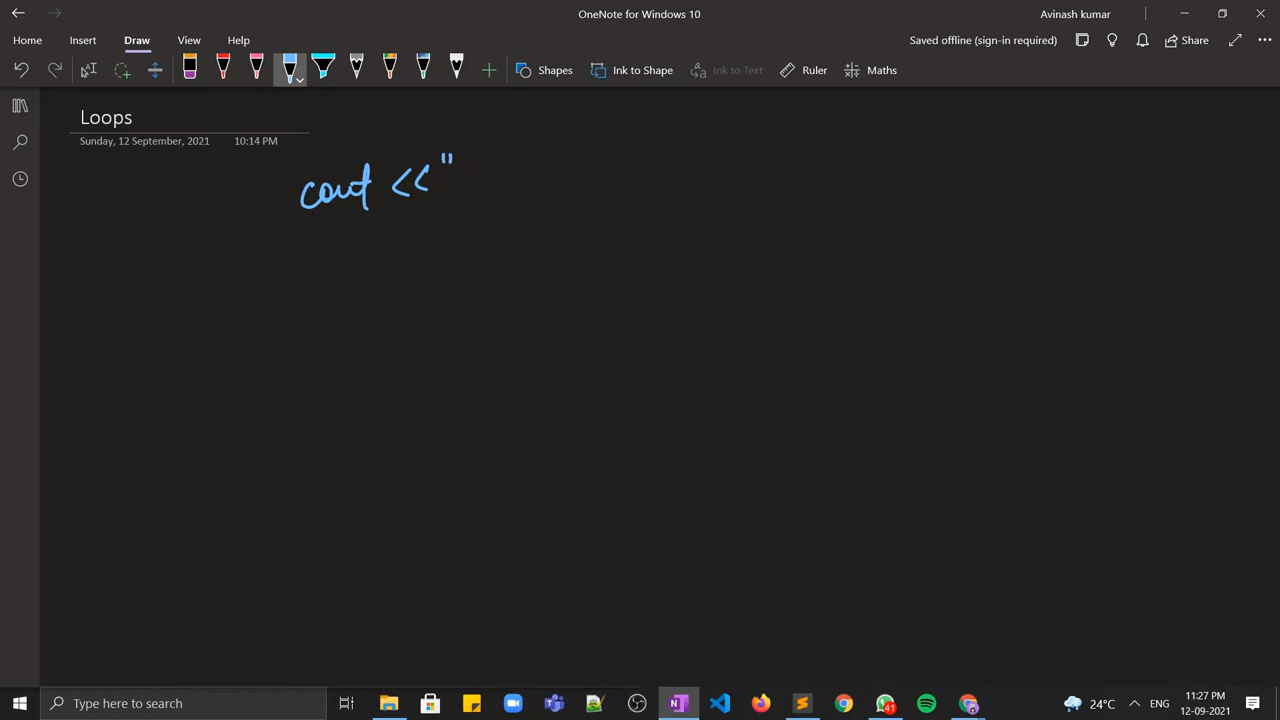 OneNote for Windows 10
Avinash kumar
Home Insert Draw View Help
Saved offline (sign-in required)
Share
Shapes
Ink to Shape
Ink to Text
Ruler
Maths
Loops
Sunday, 12 September, 2021 10:14 PM
cout <<"
Type here to search
41
24°C
ENG
11:27 PM
12-09-2021